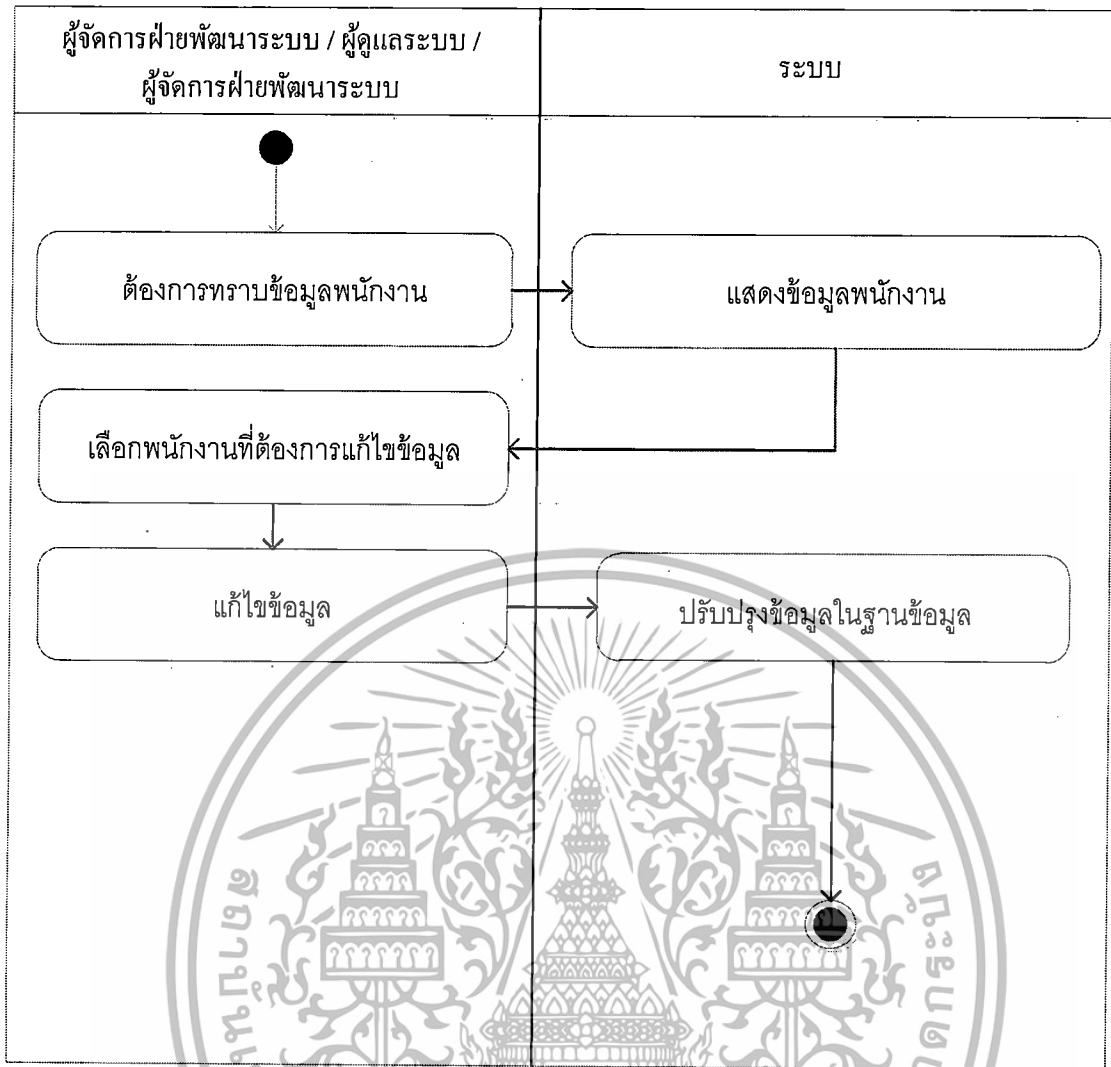 ผู้จัดการฝ่ายพัฒนาระบบ / ผู้ดูแลระบบ /
ผู้จัดการฝ่ายพัฒนาระบบ
ระบบ
ต้องการทราบข้อมูลพนักงาน
แสดงข้อมูลพนักงาน
เลือกพนักงานที่ต้องการแก้ไขข้อมูล
แก้ไขข้อมูล
ปรับปรุงข้อมูลในฐานข้อมูล